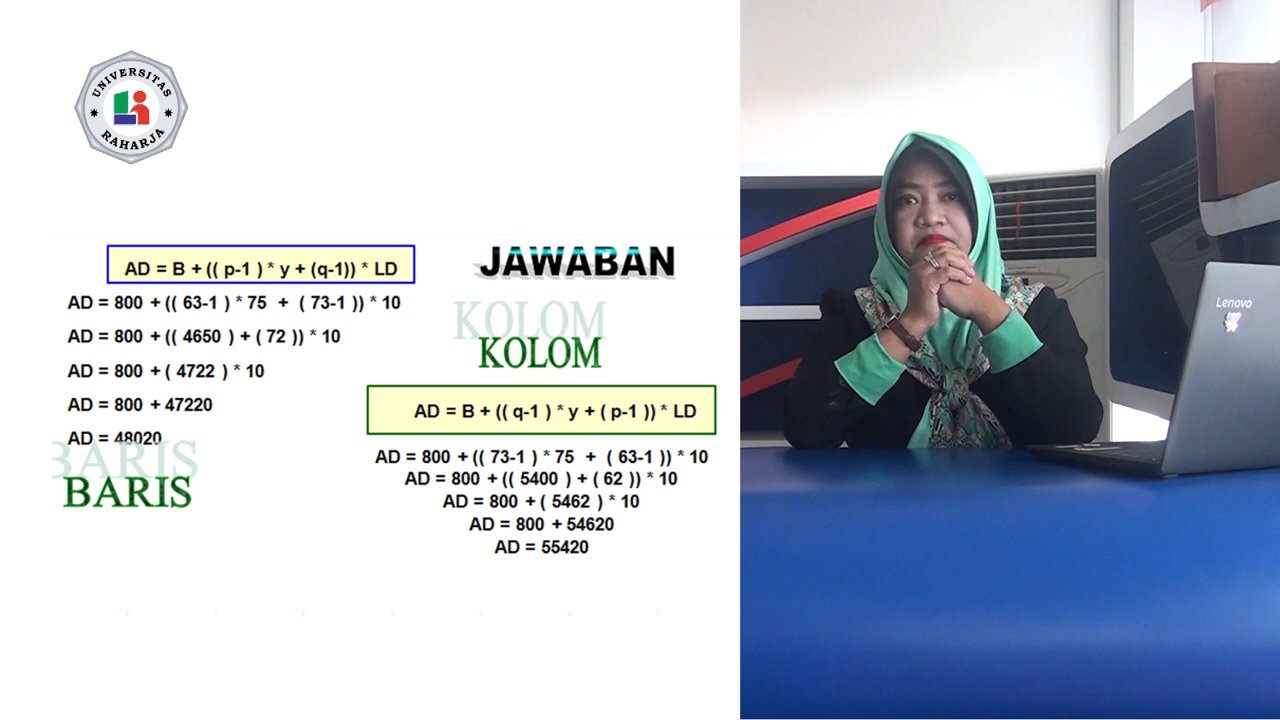 UNIVERSITAS
RAHARJA
AD = B + (( p-1 ) * y + (q-1)) * LD
AD = 800 + (( 63-1 ) * 75 + ( 73-1 )) * 10
AD = 800 + (( 4650 ) + ( 72 )) * 10
AD = 800 + ( 4722 ) * 10
AD = 800 + 47220
AD = 48020
BARIS
BARIS
JAWABAN
KOLOM
KOLOM
AD = B + (( q-1 ) * y + ( p-1 )) * LD
AD = 800 + (( 73-1 ) * 75 + ( 63-1 )) * 10
AD = 800 + (( 5400 ) + ( 62 )) * 10
AD = 800 + ( 5462 ) * 10
AD = 800 + 54620
AD = 55420
Lenovo